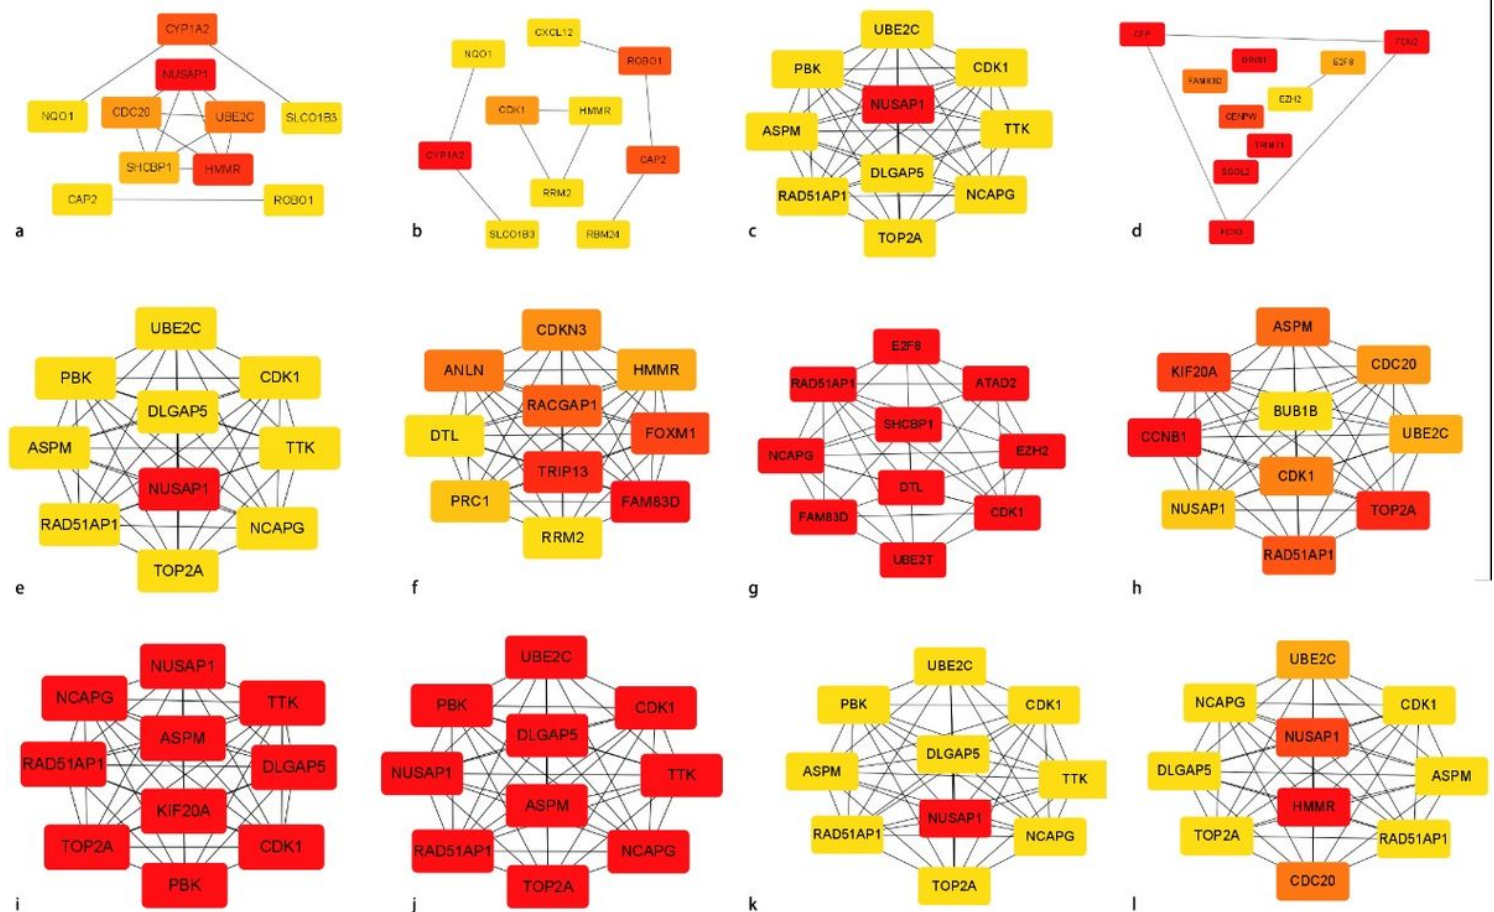 CYP1A2
NUSAP1
NQO1
CDC20
UBE2C
SLCO1B3
SHCBP1
HMMR
CAP2
ROBO1
a
CXCL12
NQO1
ROBO1
CDK1
HMMR
CYP1A2
CAP2
RRM2
SLCO1B3
RBM24
b
UBE2C
PBK
CDK1
NUSAP1
ASPM
TTK
DLGAP5
RAD51AP1
NCAPG
TOP2A
c
CFP
FCN2
E2F8
FAM83D
EZH2
CENPW
SGOL2
FCN3
d
UBE2C
PBK
CDK1
DLGAP5
ASPM
TTK
NUSAP1
RAD51AP1
NCAPG
TOP2A
e
CDKN3
ANLN
HMMR
RACGAP1
DTL
FOXM1
TRIP13
PRC1
FAM83D
RRM2
f
E2F8
RAD51AP1
ATAD2
SHCBP1
NCAPG
EZH2
DTL
FAM83D
CDK1
UBE2T
g
ASPM
KIF20A
CDC20
BUB1B
CCNB1
UBE2C
CDK1
NUSAP1
TOP2A
RAD51AP1
h
NUSAP1
NCAPG
TTK
ASPM
RAD51AP1
DLGAP5
KIF20A
TOP2A
CDK1
PBK
i
UBE2C
PBK
CDK1
DLGAP5
NUSAP1
TTK
ASPM
RAD51AP1
NCAPG
TOP2A
j
UBE2C
PBK
CDK1
DLGAP5
ASPM
TTK
NUSAP1
RAD51AP1
NCAPG
TOP2A
k
UBE2C
NCAPG
CDK1
NUSAP1
DLGAP5
ASPM
HMMR
TOP2A
RAD51AP1
CDC20
l